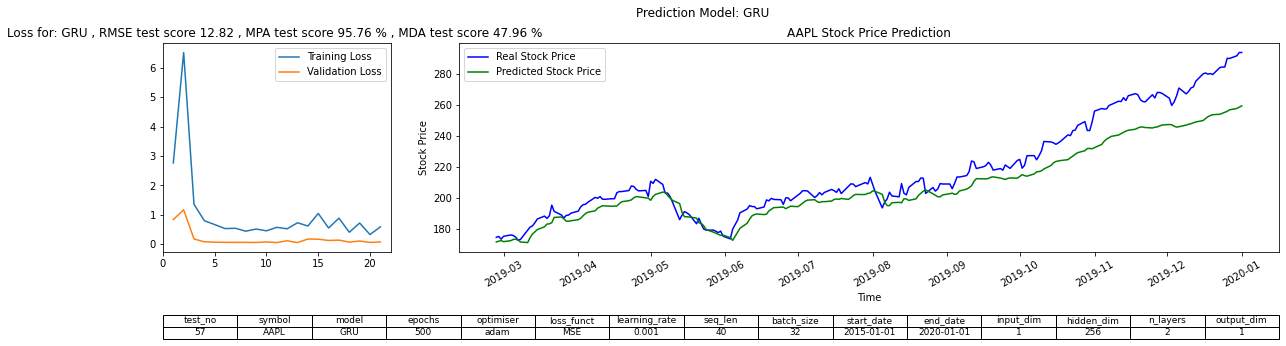 Prediction Model: GRU
Loss for: GRU , RMSE test score 12.82 , MPA test score 95.76 % , MDA test score 47.96 %
Training Loss
Validation Loss
6
5
4
3
2
1
0
0 5 10 15 20
AAPL Stock Price Prediction
Real Stock Price
Predicted Stock Price
Stock Price
280
260
240
220
200
180
2019-03 2019-04 2019-05 2019-06 2019-07 2019-08 2019-09 2019-10 2019-11 2019-12 2020-01
Time
test_no symbol model epochs optimiser loss_funct learning_rate seq_len batch_size start_date end_date input_dim hidden_dim n_layers output_dim
57 AAPL GRU 500 adam MSE 0.001 40 32 2015-01-01 2020-01-01 1 256 2 1